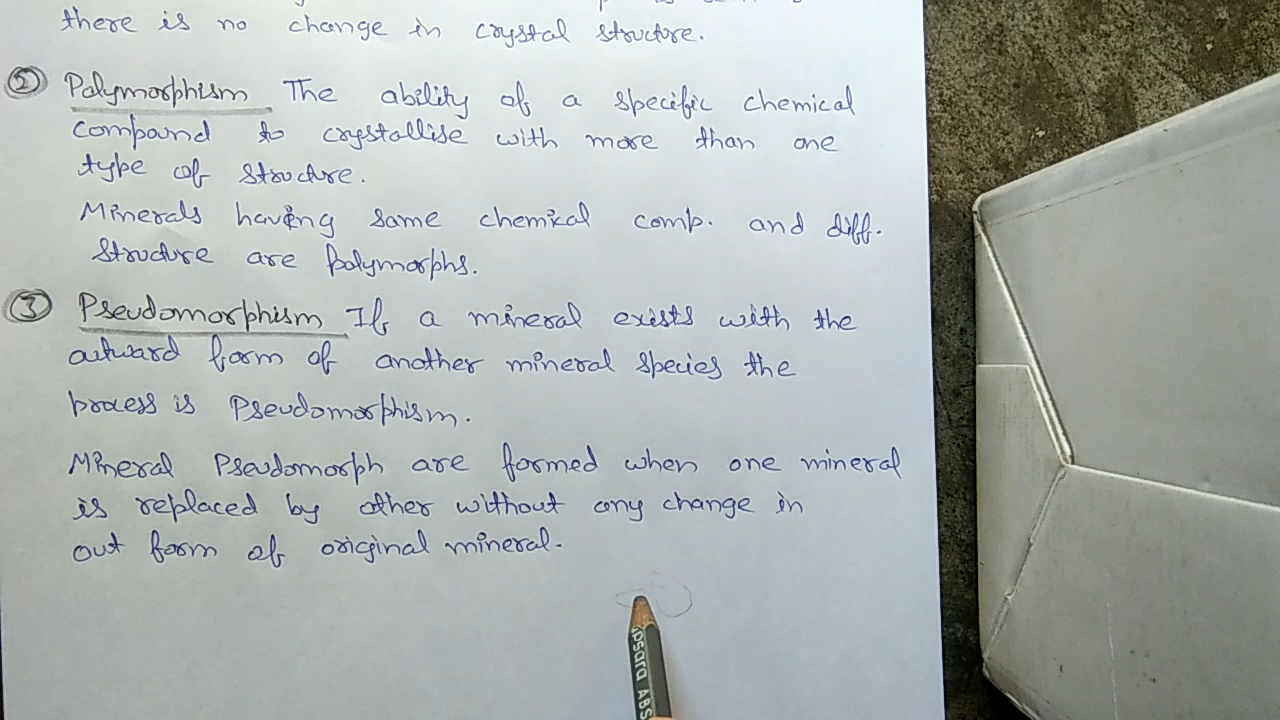 there is no change in crystal structure.
② Polymorphism The ability of a specific chemical
compound to crystallise with more than one
type of structure.
Minerals having same chemical comp. and diff.
structure are polymorphs.
③ Pseudomorphism If a mineral exists with the
outward form of another mineral species the
process is Pseudomorphism.
Mineral Pseudomorph are formed when one mineral
is replaced by other without any change in
out form of original mineral.
apsara ABS